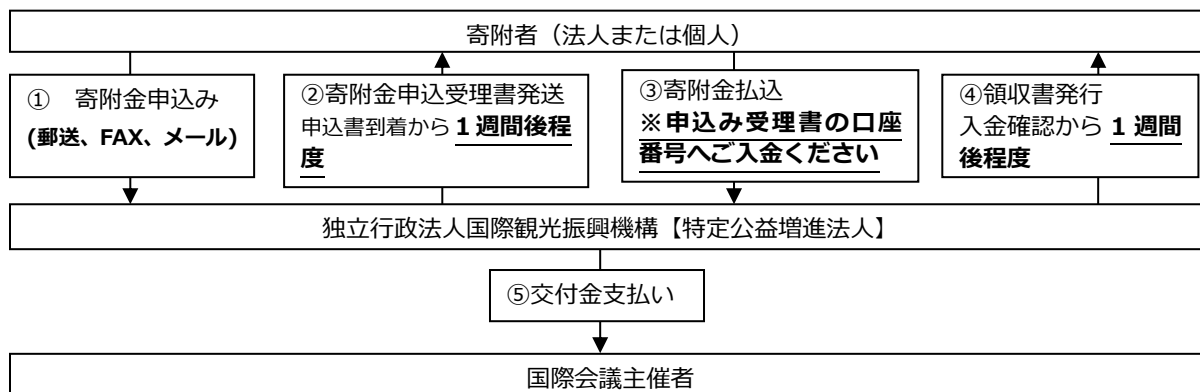 寄附者（法人または個人）
① 寄附金申込み
(郵送、FAX、メール)
②寄附金申込受理書発送
申込書到着から１週間後程
度
③寄附金払込
※申込み受理書の口座
番号へご入金ください
④領収書発行
入金確認から１週間
後程度
独立行政法人国際観光振興機構【特定公益増進法人】
⑤交付金支払い
国際会議主催者